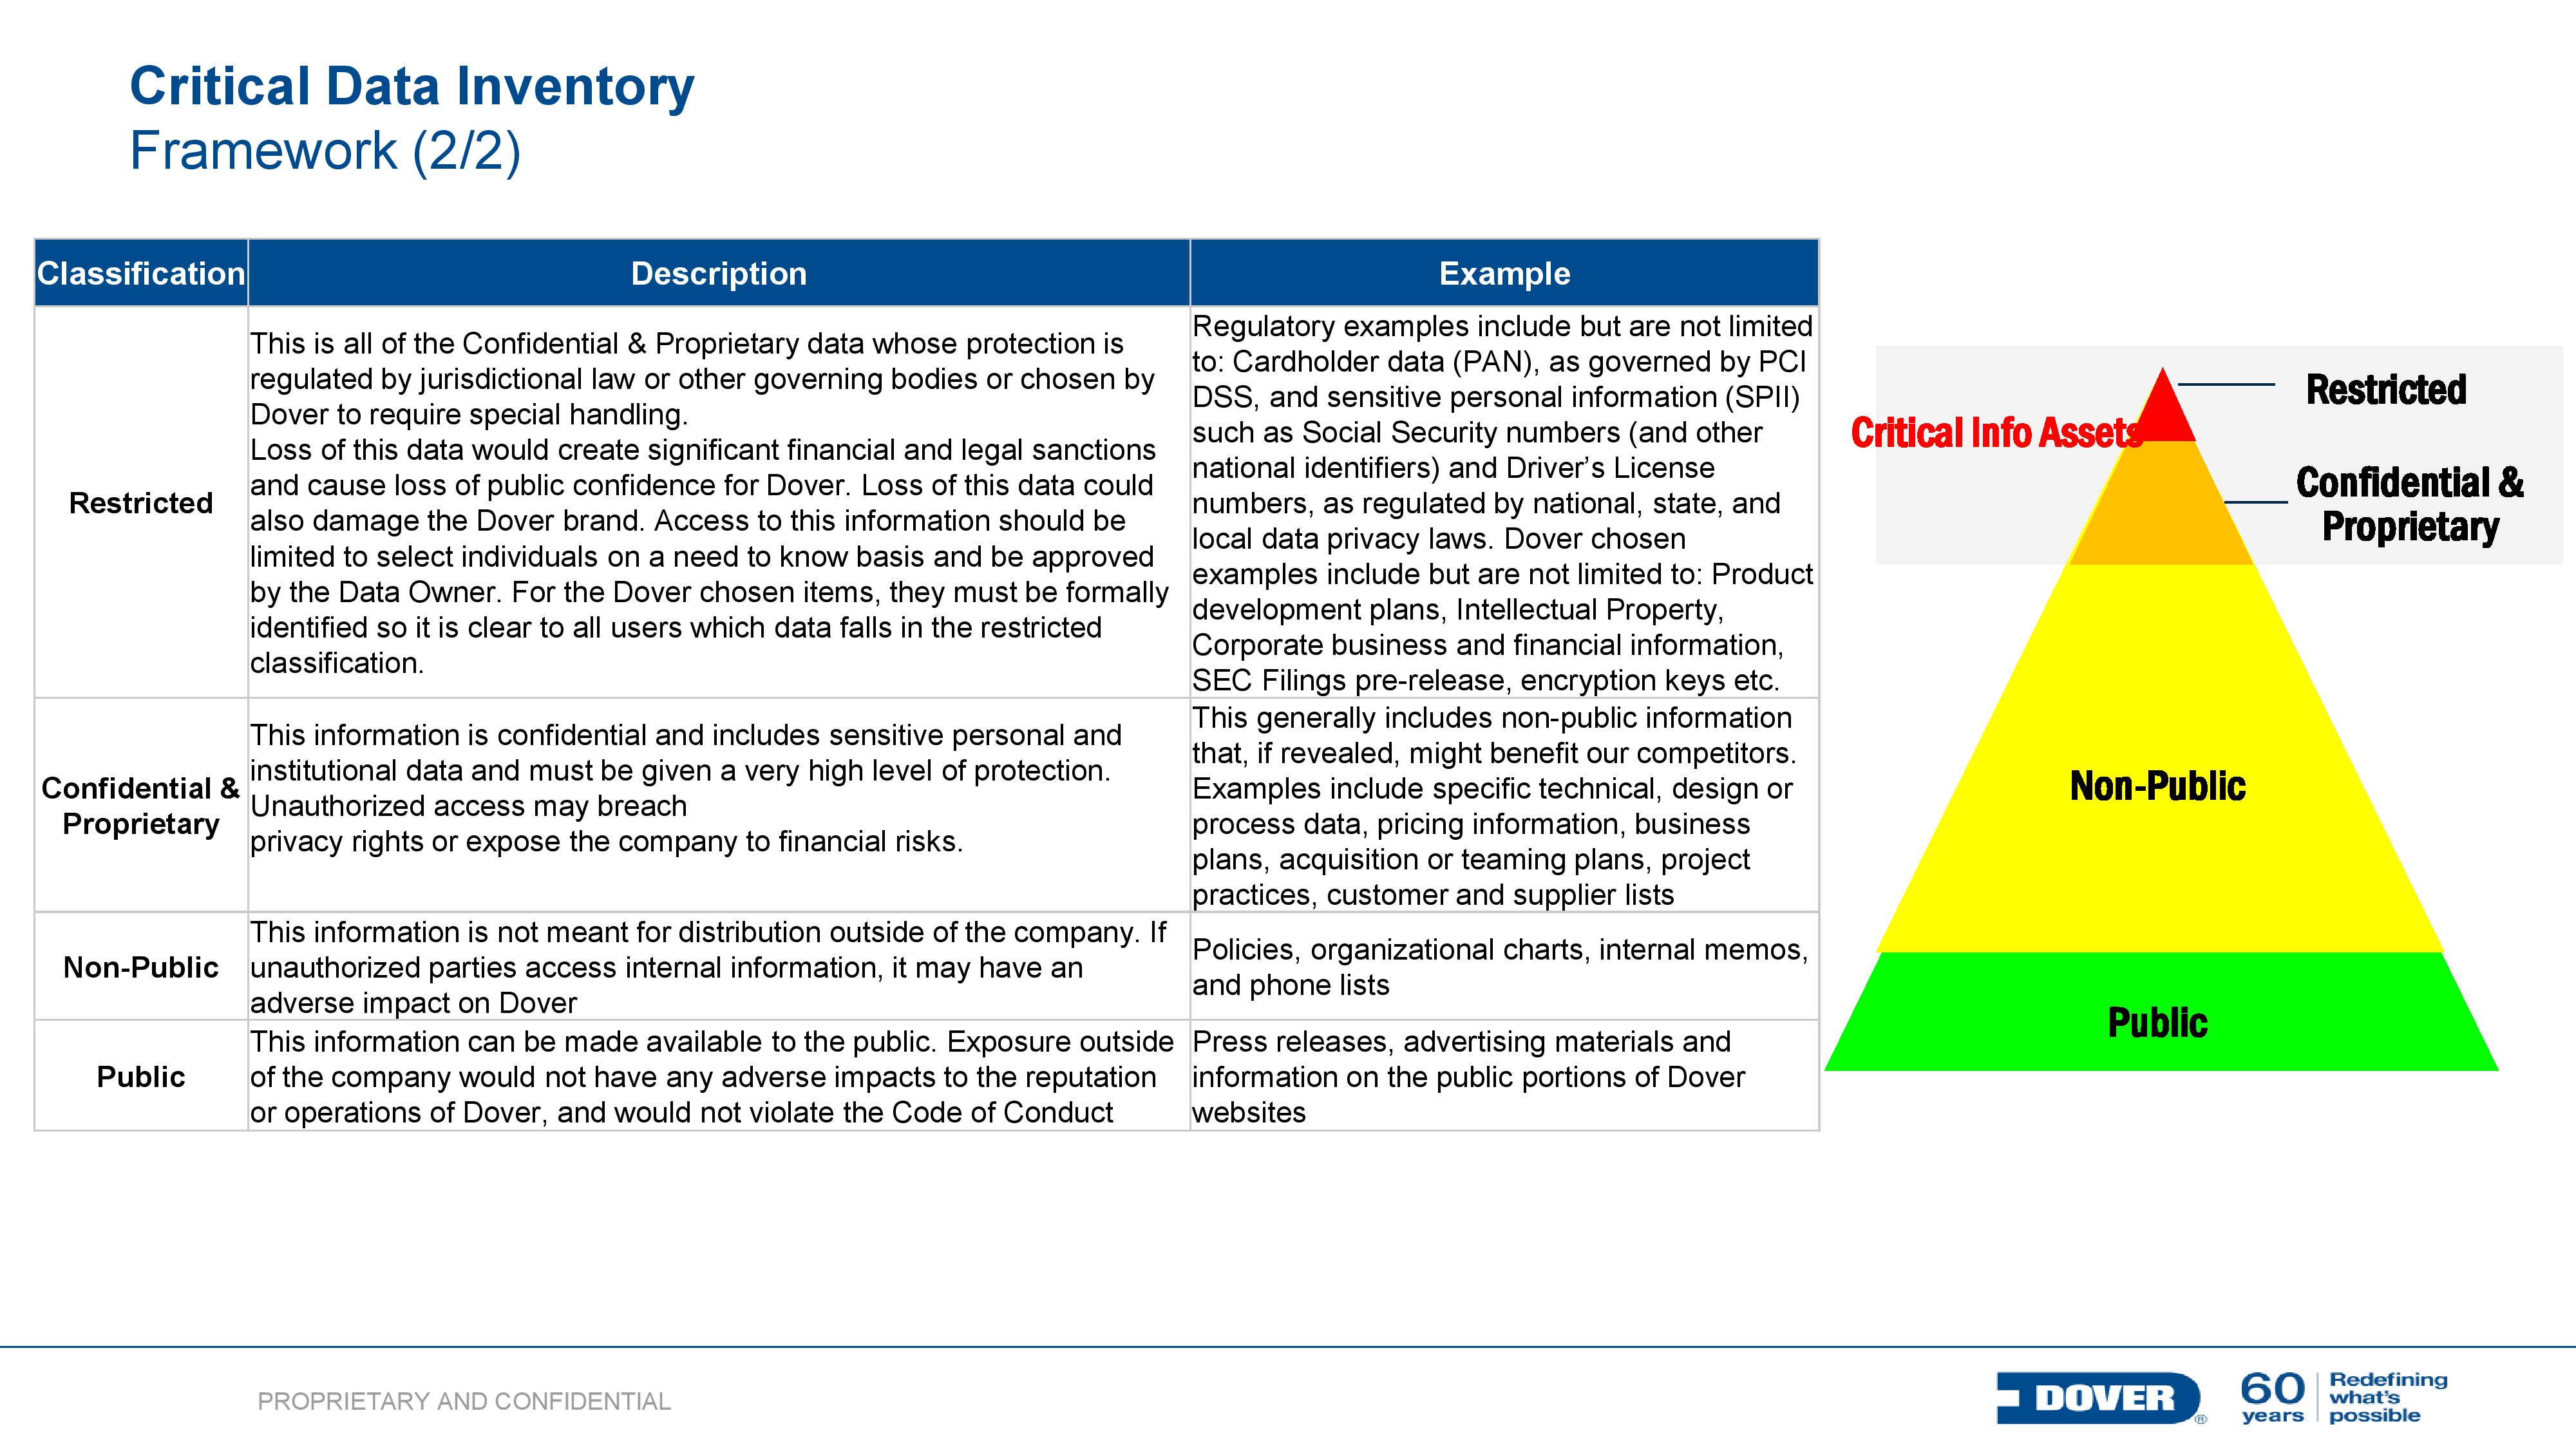 Critical Data Inventory
Framework (2/2)
Classification
Description
Example
Restricted
This is all of the Confidential & Proprietary data whose protection is
regulated by jurisdictional law or other governing bodies or chosen by
Dover to require special handling.
Loss of this data would create significant financial and legal sanctions
and cause loss of public confidence for Dover. Loss of this data could
also damage the Dover brand. Access to this information should be
limited to select individuals on a need to know basis and be approved
by the Data Owner. For the Dover chosen items, they must be formally
identified so it is clear to all users which data falls in the restricted
classification.
Regulatory examples include but are not limited
to: Cardholder data (PAN), as governed by PCI
DSS, and sensitive personal information (SPII)
such as Social Security numbers (and other
national identifiers) and Driver’s License
numbers, as regulated by national, state, and
local data privacy laws. Dover chosen
examples include but are not limited to: Product
development plans, Intellectual Property,
Corporate business and financial information,
SEC Filings pre-release, encryption keys etc.
Confidential &
Proprietary
This information is confidential and includes sensitive personal and
institutional data and must be given a very high level of protection.
Unauthorized access may breach
privacy rights or expose the company to financial risks.
This generally includes non-public information
that, if revealed, might benefit our competitors.
Examples include specific technical, design or
process data, pricing information, business
plans, acquisition or teaming plans, project
practices, customer and supplier lists
Non-Public
This information is not meant for distribution outside of the company. If
unauthorized parties access internal information, it may have an
adverse impact on Dover
Policies, organizational charts, internal memos,
and phone lists
Public
This information can be made available to the public. Exposure outside
of the company would not have any adverse impacts to the reputation
or operations of Dover, and would not violate the Code of Conduct
Press releases, advertising materials and
information on the public portions of Dover
websites
Restricted
Critical Info Assets
Confidential &
Proprietary
Non-Public
Public
PROPRIETARY AND CONFIDENTIAL
DOVER®
60
years
Redefining
what's
possible